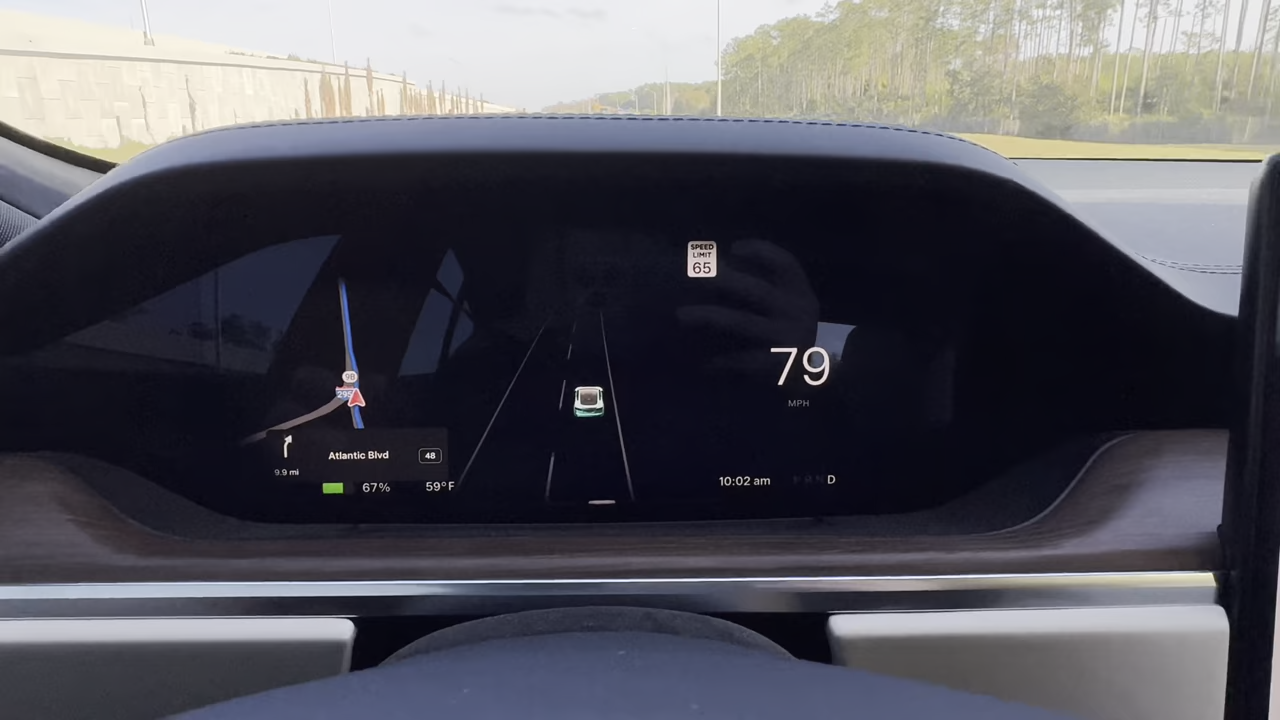 SPEED
LIMIT
65
79
MPH
9B
295
Atlantic Blvd
48
9.9 mi
67%
59°F
10:02 am
P R N D